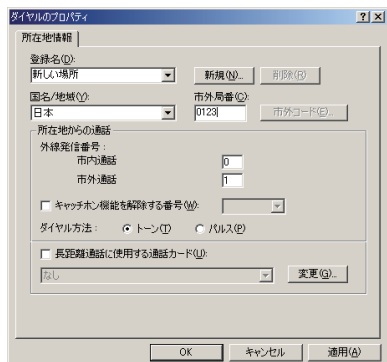 ダイヤルのプロパティ
所在地情報
登録名(D):
新しい場所
新規(N)...
削除(R)
国名/地域(Y):
市外局番(C):
日本
0123
市外コード(E)...
所在地からの通話
外線発信番号：
市内通話
0
市外通話
1
キャッチホン機能を解除する番号(W):
ダイヤル方法：
トーン(T)
パルス(P)
長距離通話に使用する通話カード(U):
なし
変更(G)...
OK
キャンセル
適用(A)